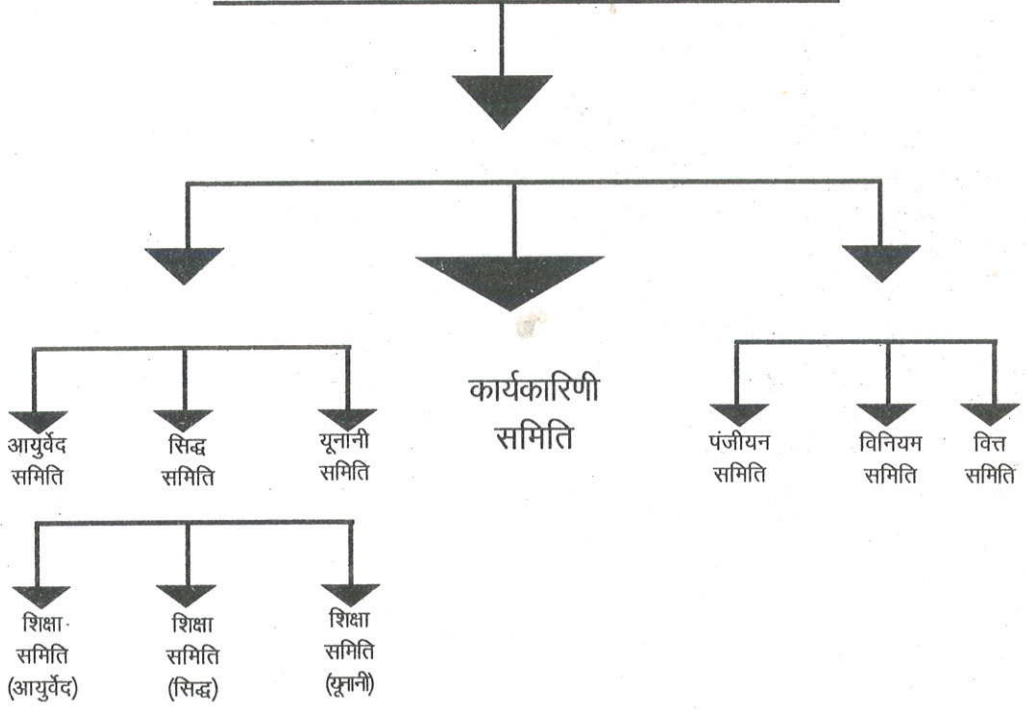 कार्यकारिणी
समिति
आयुर्वेद
समिति
सिद्ध
समिति
यूनानी
समिति
पंजीयन
समिति
विनियम
समिति
वित्त
समिति
शिक्षा
समिति
(आयुर्वेद)
शिक्षा
समिति
(सिद्ध)
शिक्षा
समिति
(यूनानी)